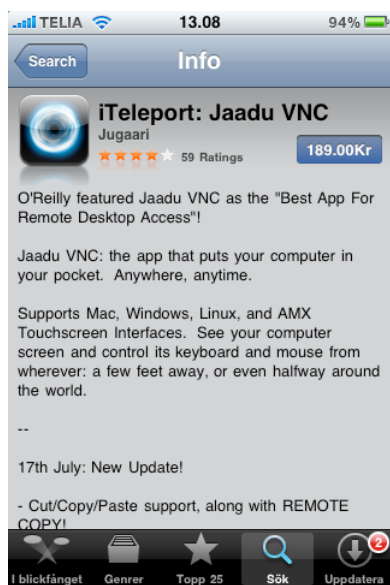 TELIA 13.08 94%
Search Info
iTeleport: Jaadu VNC
Jugaari
59 Ratings 189.00Kr
O'Reilly featured Jaadu VNC as the "Best App For
Remote Desktop Access"!
Jaadu VNC: the app that puts your computer in
your pocket.  Anywhere, anytime.
Supports Mac, Windows, Linux, and AMX
Touchscreen Interfaces.  See your computer
screen and control its keyboard and mouse from
wherever: a few feet away, or even halfway around
the world.
--
17th July: New Update!
- Cut/Copy/Paste support, along with REMOTE
COPY!
2
I blickfånget Genrer Topp 25 Sök Uppdatera